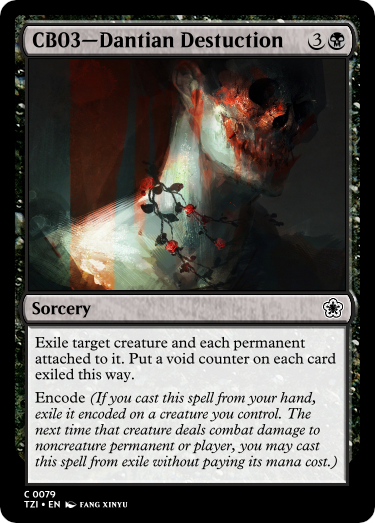 CB03—Dantian Destuction 3
Sorcery
Exile target creature and each permanent
attached to it. Put a void counter on each card
exiled this way.
Encode (If you cast this spell from your hand,
exile it encoded on a creature you control. The
next time that creature deals combat damage to
noncreature permanent or player, you may cast
this spell from exile without paying its mana cost.)
C 0079
TZI • EN FANG XINYU